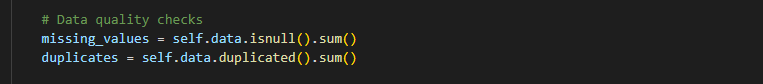 # Data quality checks
missing_values = self.data.isnull().sum()
duplicates = self.data.duplicated().sum()